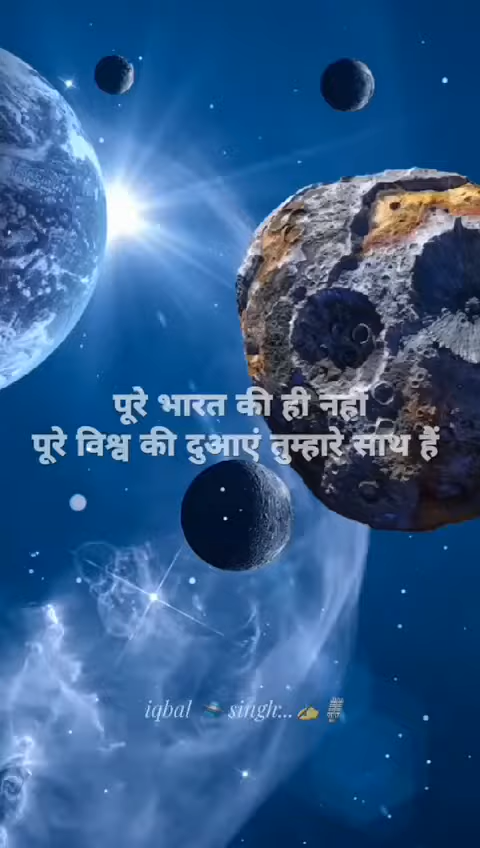 पूरे भारत की ही नहीं
पूरे विश्व की दुआएं तुम्हारे साथ हैं
iqbal 🛸 singh...✍️ 🛰️